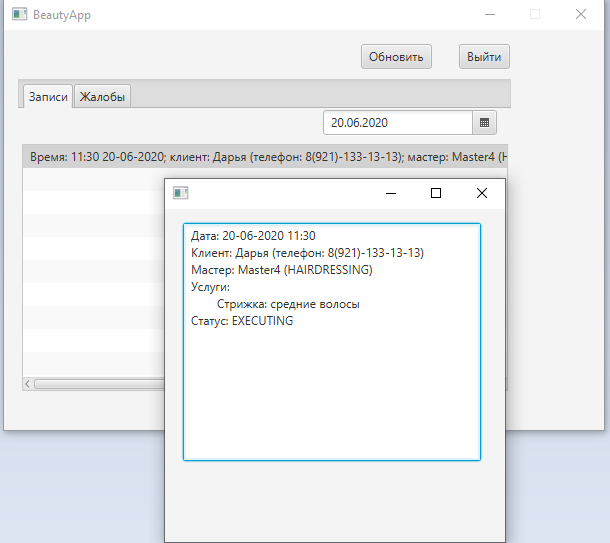 BeautyApp
Обновить
Выйти
Записи
Жалобы
20.06.2020
Время: 11:30 20-06-2020; клиент: Дарья (телефон: 8(921)-133-13-13); мастер: Master4 (H
Дата: 20-06-2020 11:30
Клиент: Дарья (телефон: 8(921)-133-13-13)
Мастер: Master4 (HAIRDRESSING)
Услуги:
Стрижка: средние волосы
Статус: EXECUTING